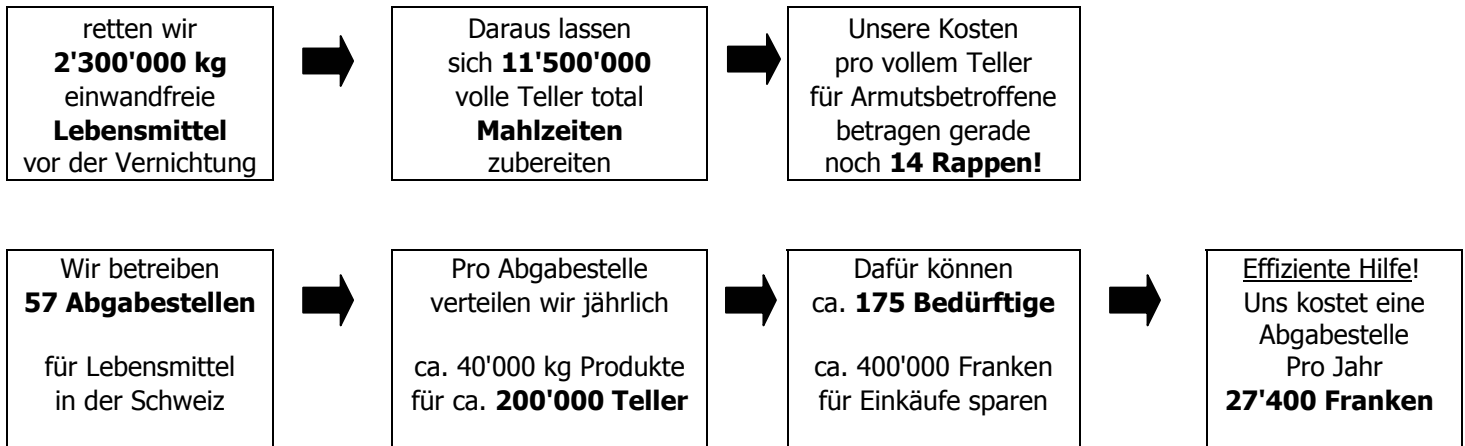 retten wir
2'300'000 kg
einwandfreie
Lebensmittel
vor der Vernichtung
Daraus lassen
sich 11'500'000
volle Teller total
Mahlzeiten
zubereiten
Unsere Kosten
pro vollem Teller
für Armutsbetroffene
betragen gerade
noch 14 Rappen!
Wir betreiben
57 Abgabestellen
für Lebensmittel
in der Schweiz
Pro Abgabestelle
verteilen wir jährlich
ca. 40'000 kg Produkte
für ca. 200'000 Teller
Dafür können
ca. 175 Bedürftige
ca. 400'000 Franken
für Einkäufe sparen
Effiziente Hilfe!
Uns kostet eine
Abgabestelle
Pro Jahr
27'400 Franken